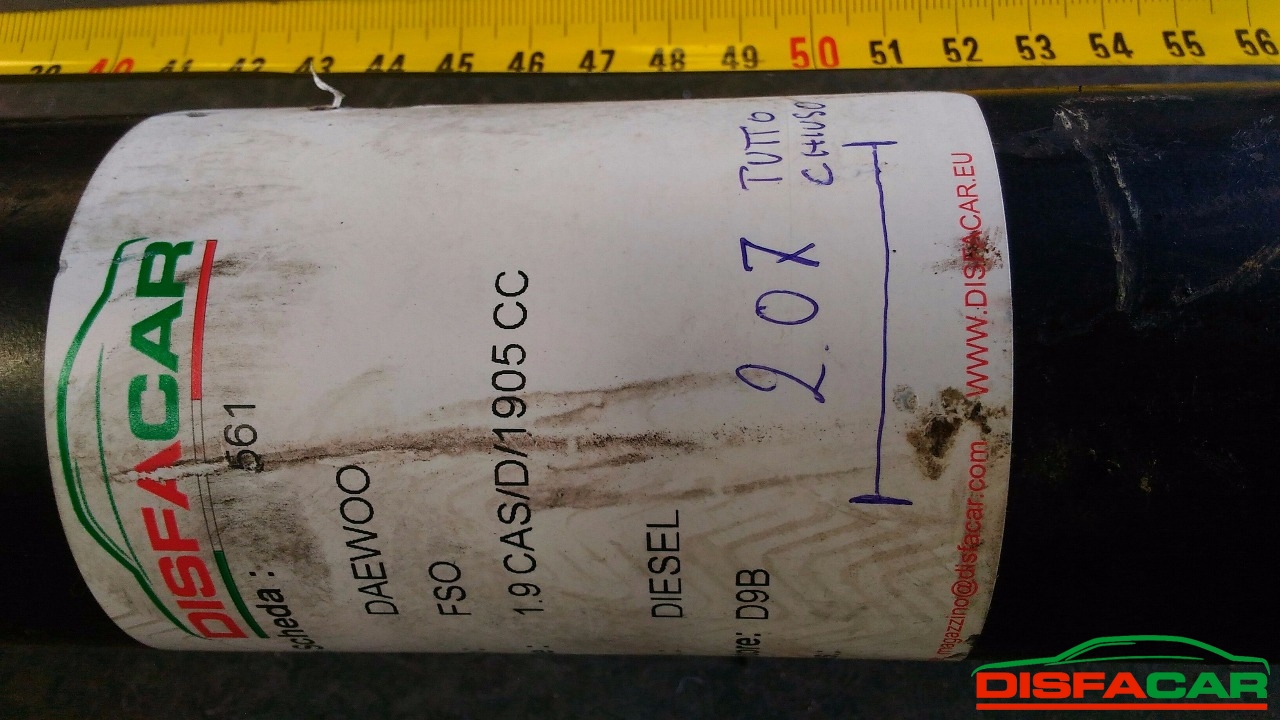 40 41 42 43 44 45 46 47 48 49 50 51 52 53 54 55 56
DISFACAR
scheda: 561
DAEWOO
FSO
1.9 CAS/D/1905 CC
DIESEL
D9B
2.07 TUTTO
CHIUSO
magazzino@disfacar.com WWW.DISFACAR.EU
DISFACAR